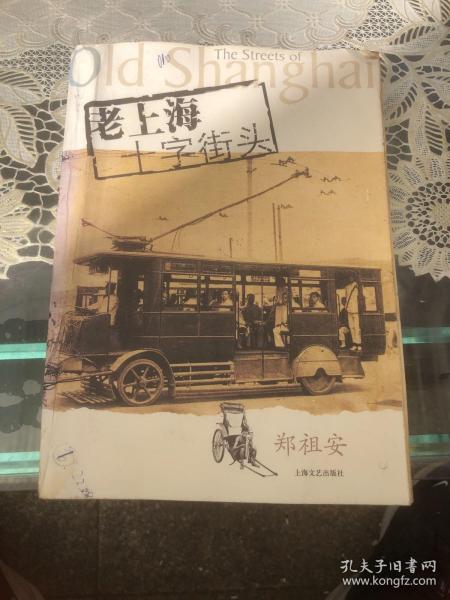 The Streets of
Old Shanghai
老上海
十字街头
郑祖安
上海文艺出版社
孔夫子旧书网
www.kongfz.com